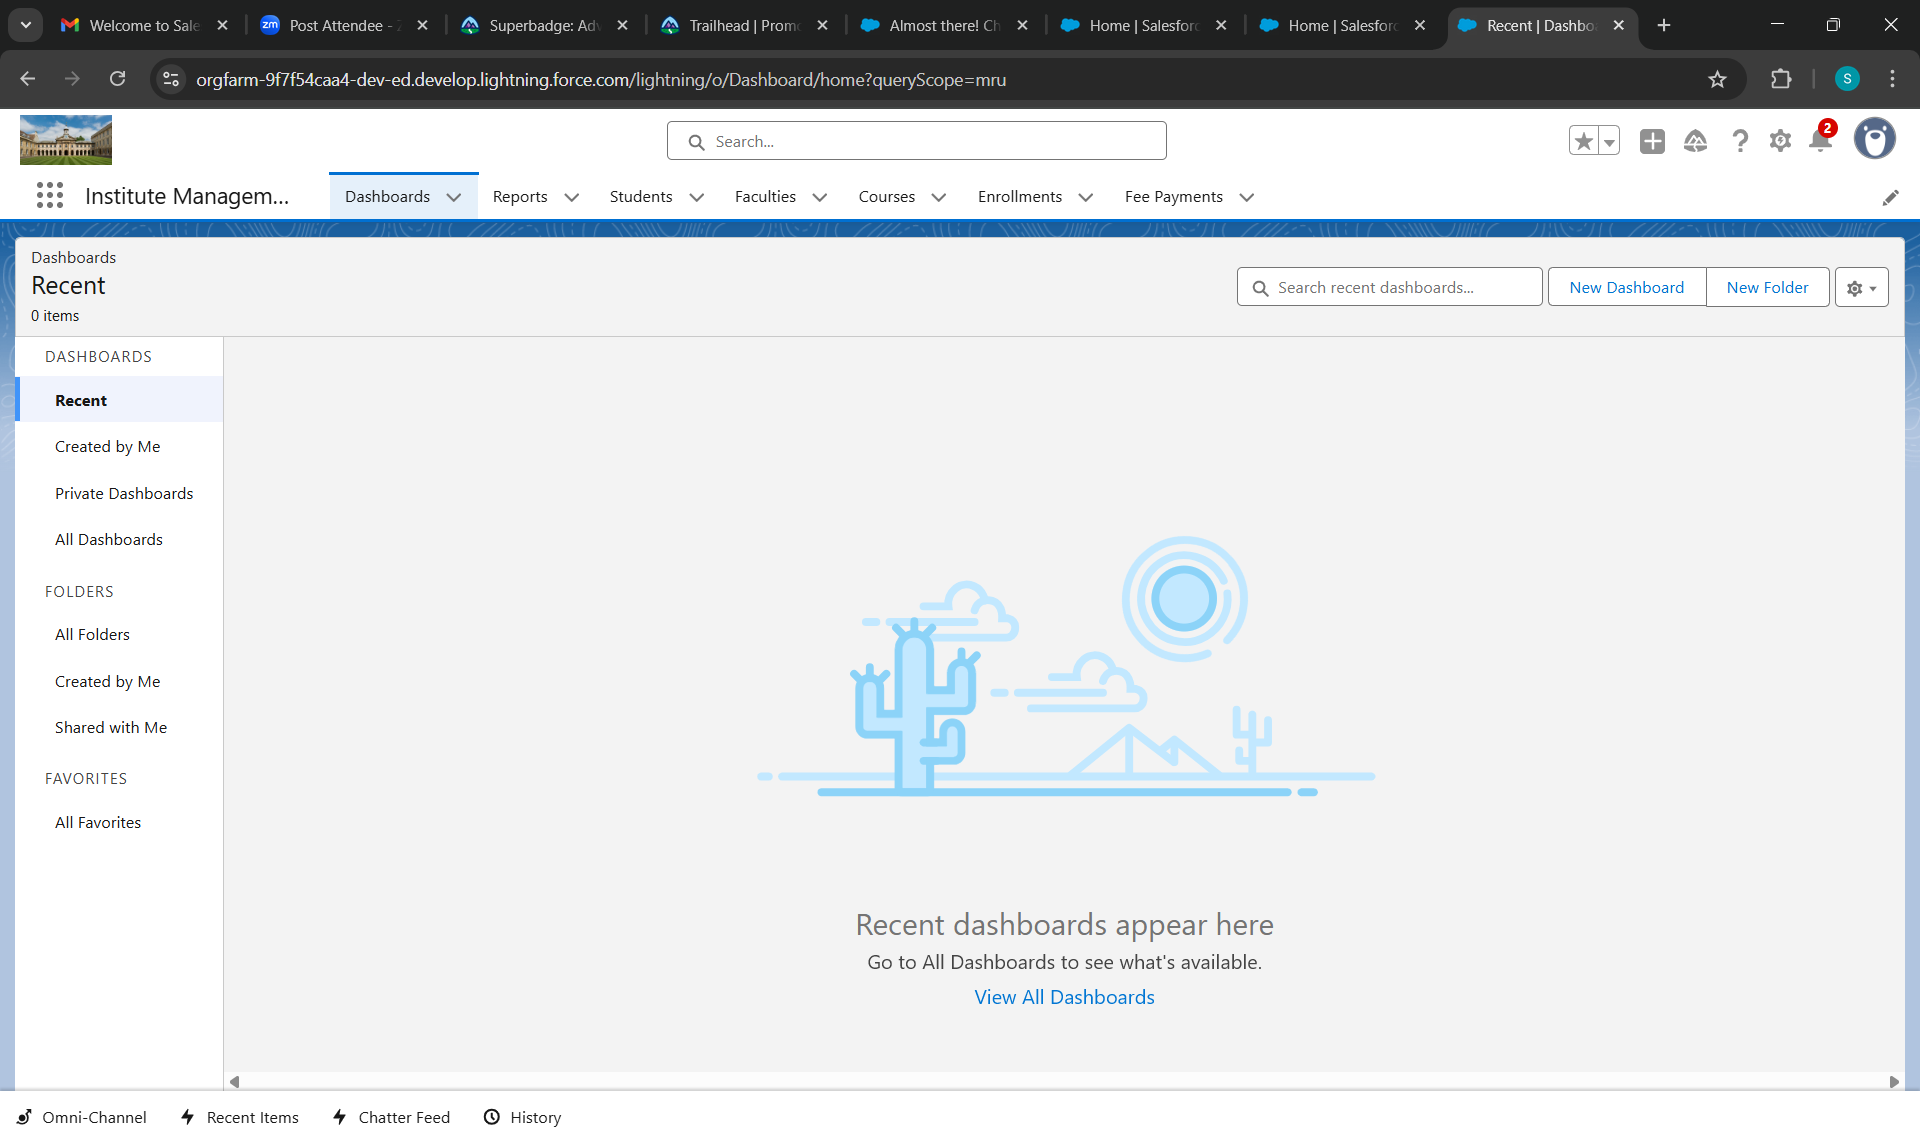 Welcome to Sale
Post Attendee - Z
Superbadge: Adv
Trailhead | Promo
Almost there! Ch
Home | Salesforc
Home | Salesforc
Recent | Dashbo
orgfarm-9f7f54caa4-dev-ed.develop.lightning.force.com/lightning/o/Dashboard/home?queryScope=mru
S
Search...
2
Institute Managem...
Dashboards
Reports
Students
Faculties
Courses
Enrollments
Fee Payments
Dashboards
Recent
0 items
Search recent dashboards...
New Dashboard
New Folder
DASHBOARDS
Recent
Created by Me
Private Dashboards
All Dashboards
FOLDERS
All Folders
Created by Me
Shared with Me
FAVORITES
All Favorites
Recent dashboards appear here
Go to All Dashboards to see what's available.
View All Dashboards
Omni-Channel
Recent Items
Chatter Feed
History